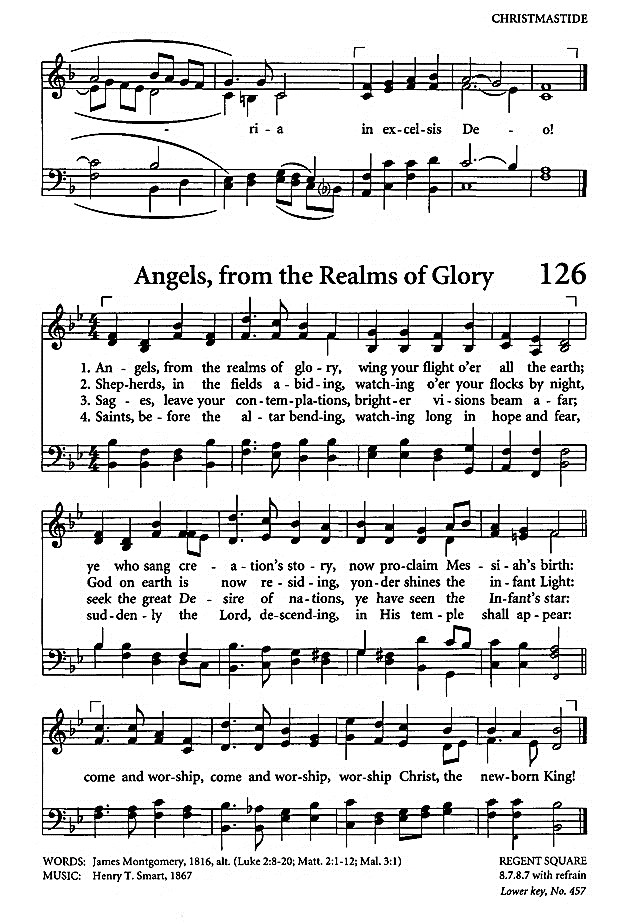 CHRISTMASTIDE
- ria in ex-cel-sis De - o!
Angels, from the Realms of Glory 126
1. An - gels, from the realms of glo - ry, wing your flight o'er all the earth;
2. Shep-herds, in the fields a - bid - ing, watch-ing o'er your flocks by night,
3. Sag - es, leave your con - tem - pla - tions, bright - er vi - sions beam a - far;
4. Saints, be - fore the al - tar bend-ing, watch-ing long in hope and fear,
ye who sang cre - a - tion's sto - ry, now pro-claim Mes - si - ah's birth:
God on earth is now re - sid - ing, yon-der shines the in - fant Light:
seek the great De - sire of na - tions, ye have seen the In-fant's star:
sud - den - ly the Lord, de-scend-ing, in His tem - ple shall ap - pear:
come and wor-ship, come and wor-ship, wor-ship Christ, the new-born King!
WORDS: James Montgomery, 1816, alt. (Luke 2:8-20; Matt. 2:1-12; Mal. 3:1) REGENT SQUARE
MUSIC: Henry T. Smart, 1867 8.7.8.7 with refrain
Lower key, No. 457